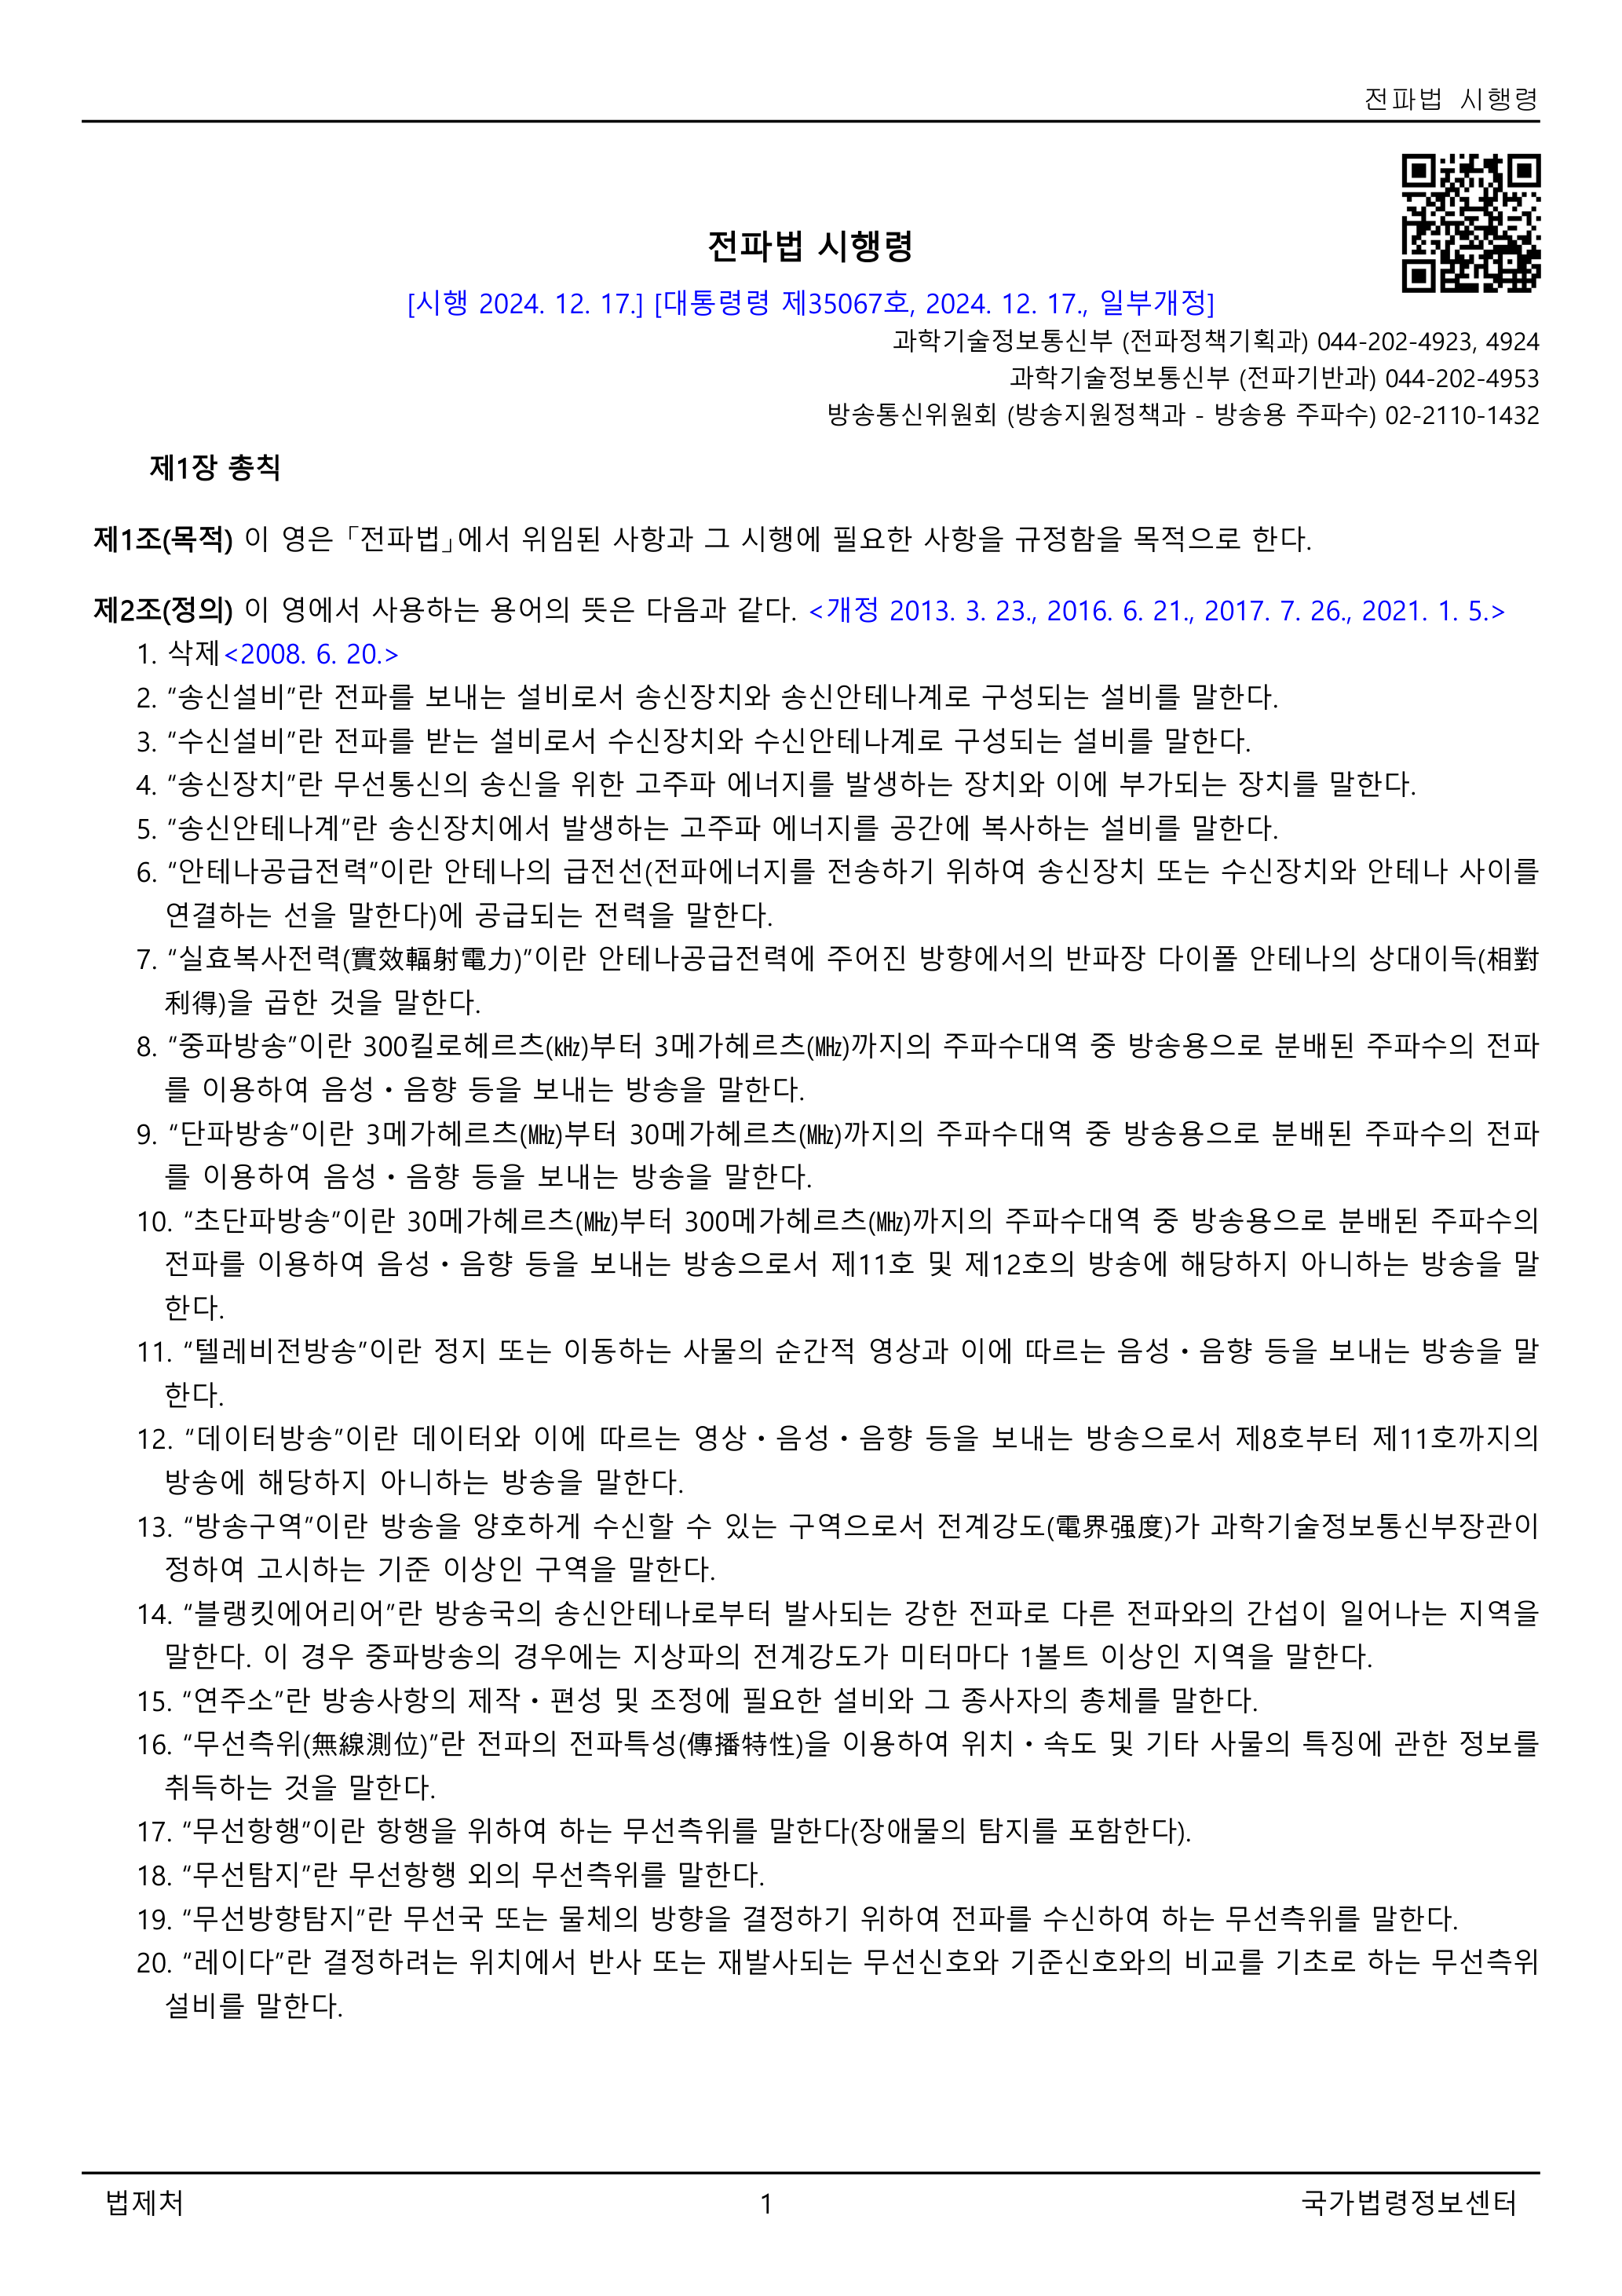 전파법 시행령
전파법 시행령
[시행 2024. 12. 17.] [대통령령 제35067호, 2024. 12. 17., 일부개정]
과학기술정보통신부 (전파정책기획과) 044-202-4923, 4924
과학기술정보통신부 (전파기반과) 044-202-4953
방송통신위원회 (방송지원정책과 - 방송용 주파수) 02-2110-1432
제1장 총칙
제1조(목적) 이 영은 「전파법」에서 위임된 사항과 그 시행에 필요한 사항을 규정함을 목적으로 한다.
제2조(정의) 이 영에서 사용하는 용어의 뜻은 다음과 같다. <개정 2013. 3. 23., 2016. 6. 21., 2017. 7. 26., 2021. 1. 5.>
1. 삭제<2008. 6. 20.>
2. “송신설비”란 전파를 보내는 설비로서 송신장치와 송신안테나계로 구성되는 설비를 말한다.
3. “수신설비”란 전파를 받는 설비로서 수신장치와 수신안테나계로 구성되는 설비를 말한다.
4. “송신장치”란 무선통신의 송신을 위한 고주파 에너지를 발생하는 장치와 이에 부가되는 장치를 말한다.
5. “송신안테나계”란 송신장치에서 발생하는 고주파 에너지를 공간에 복사하는 설비를 말한다.
6. “안테나공급전력”이란 안테나의 급전선(전파에너지를 전송하기 위하여 송신장치 또는 수신장치와 안테나 사이를
연결하는 선을 말한다)에 공급되는 전력을 말한다.
7. “실효복사전력(實效輻射電力)”이란 안테나공급전력에 주어진 방향에서의 반파장 다이폴 안테나의 상대이득(相對
利得)을 곱한 것을 말한다.
8. “중파방송”이란 300킬로헤르츠(㎑)부터 3메가헤르츠(㎒)까지의 주파수대역 중 방송용으로 분배된 주파수의 전파
를 이용하여 음성ㆍ음향 등을 보내는 방송을 말한다.
9. “단파방송”이란 3메가헤르츠(㎒)부터 30메가헤르츠(㎒)까지의 주파수대역 중 방송용으로 분배된 주파수의 전파
를 이용하여 음성ㆍ음향 등을 보내는 방송을 말한다.
10. “초단파방송”이란 30메가헤르츠(㎒)부터 300메가헤르츠(㎒)까지의 주파수대역 중 방송용으로 분배된 주파수의
전파를 이용하여 음성ㆍ음향 등을 보내는 방송으로서 제11호 및 제12호의 방송에 해당하지 아니하는 방송을 말
한다.
11. “텔레비전방송”이란 정지 또는 이동하는 사물의 순간적 영상과 이에 따르는 음성ㆍ음향 등을 보내는 방송을 말
한다.
12. “데이터방송”이란 데이터와 이에 따르는 영상ㆍ음성ㆍ음향 등을 보내는 방송으로서 제8호부터 제11호까지의
방송에 해당하지 아니하는 방송을 말한다.
13. “방송구역”이란 방송을 양호하게 수신할 수 있는 구역으로서 전계강도(電界强度)가 과학기술정보통신부장관이
정하여 고시하는 기준 이상인 구역을 말한다.
14. “블랭킷에어리어”란 방송국의 송신안테나로부터 발사되는 강한 전파로 다른 전파와의 간섭이 일어나는 지역을
말한다. 이 경우 중파방송의 경우에는 지상파의 전계강도가 미터마다 1볼트 이상인 지역을 말한다.
15. “연주소”란 방송사항의 제작ㆍ편성 및 조정에 필요한 설비와 그 종사자의 총체를 말한다.
16. “무선측위(無線測位)”란 전파의 전파특성(傳播特性)을 이용하여 위치ㆍ속도 및 기타 사물의 특징에 관한 정보를
취득하는 것을 말한다.
17. “무선항행”이란 항행을 위하여 하는 무선측위를 말한다(장애물의 탐지를 포함한다).
18. “무선탐지”란 무선항행 외의 무선측위를 말한다.
19. “무선방향탐지”란 무선국 또는 물체의 방향을 결정하기 위하여 전파를 수신하여 하는 무선측위를 말한다.
20. “레이다”란 결정하려는 위치에서 반사 또는 재발사되는 무선신호와 기준신호와의 비교를 기초로 하는 무선측위
설비를 말한다.
법제처 1 국가법령정보센터